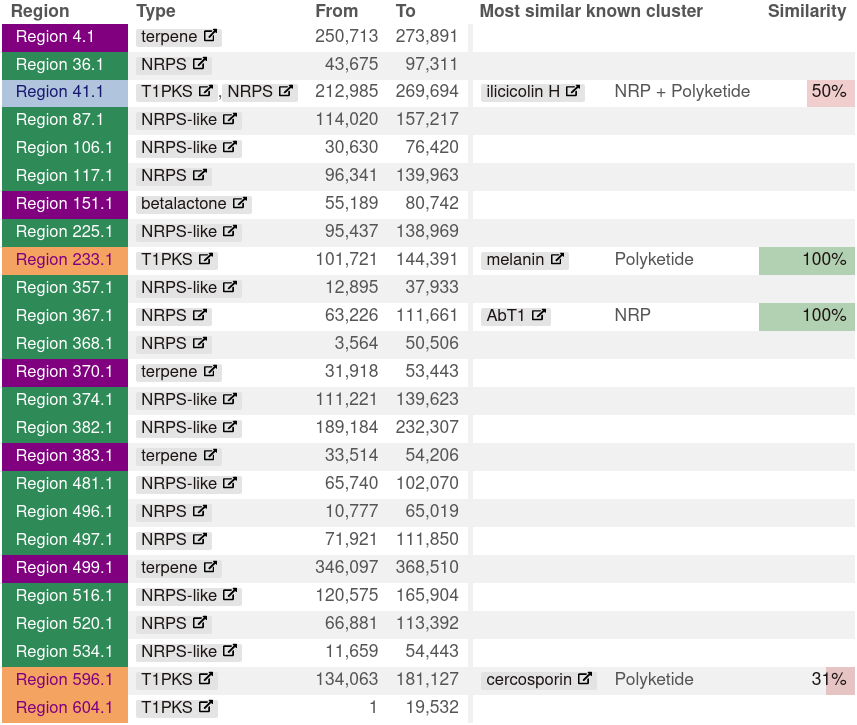 Region Type From To Most similar known cluster Similarity
Region 4.1 terpene 250,713 273,891
Region 36.1 NRPS 43,675 97,311
Region 41.1 T1PKS , NRPS 212,985 269,694 ilicicolin H NRP + Polyketide 50%
Region 87.1 NRPS-like 114,020 157,217
Region 106.1 NRPS-like 30,630 76,420
Region 117.1 NRPS 96,341 139,963
Region 151.1 betalactone 55,189 80,742
Region 225.1 NRPS-like 95,437 138,969
Region 233.1 T1PKS 101,721 144,391 melanin Polyketide 100%
Region 357.1 NRPS-like 12,895 37,933
Region 367.1 NRPS 63,226 111,661 AbT1 NRP 100%
Region 368.1 NRPS 3,564 50,506
Region 370.1 terpene 31,918 53,443
Region 374.1 NRPS-like 111,221 139,623
Region 382.1 NRPS-like 189,184 232,307
Region 383.1 terpene 33,514 54,206
Region 481.1 NRPS-like 65,740 102,070
Region 496.1 NRPS 10,777 65,019
Region 497.1 NRPS 71,921 111,850
Region 499.1 terpene 346,097 368,510
Region 516.1 NRPS-like 120,575 165,904
Region 520.1 NRPS 66,881 113,392
Region 534.1 NRPS-like 11,659 54,443
Region 596.1 T1PKS 134,063 181,127 cercosporin Polyketide 31%
Region 604.1 T1PKS 1 19,532